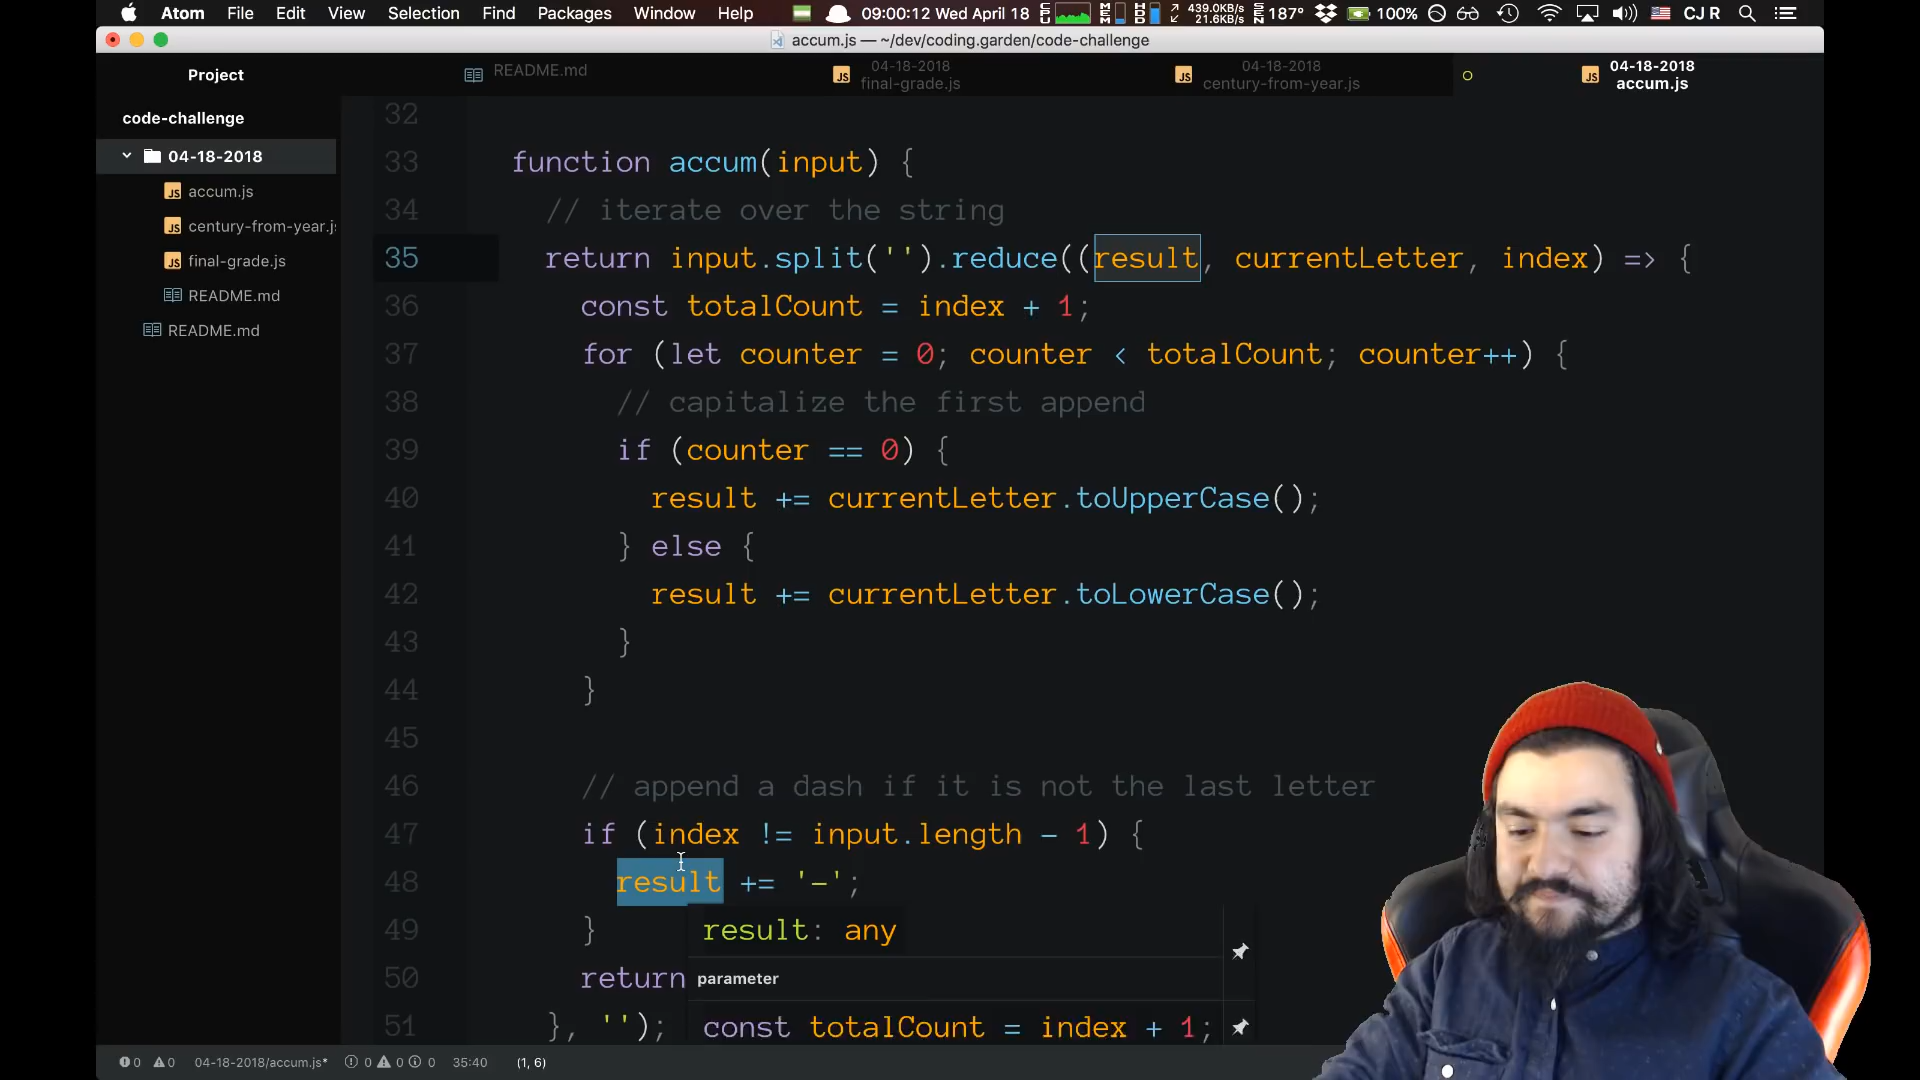 Atom File Edit View Selection Find Packages Window Help 09:00:12 Wed April 18 439.0KB/s 21.6KB/s 187° 100% CJ R
accum.js — ~/dev/coding.garden/code-challenge
Project
README.md
04-18-2018
final-grade.js
04-18-2018
century-from-year.js
04-18-2018
accum.js
code-challenge
04-18-2018
accum.js
century-from-year.js
final-grade.js
README.md
README.md
32
33 function accum(input) {
34 // iterate over the string
35 return input.split('').reduce((result, currentLetter, index) => {
36 const totalCount = index + 1;
37 for (let counter = 0; counter < totalCount; counter++) {
38 // capitalize the first append
39 if (counter == 0) {
40 result += currentLetter.toUpperCase();
41 } else {
42 result += currentLetter.toLowerCase();
43 }
44 }
45
46 // append a dash if it is not the last letter
47 if (index != input.length - 1) {
48 result += '-';
49 }
result: any
50 return
parameter
51 }, '');
const totalCount = index + 1;
0 0 04-18-2018/accum.js* 0 0 0 35:40 (1, 6)